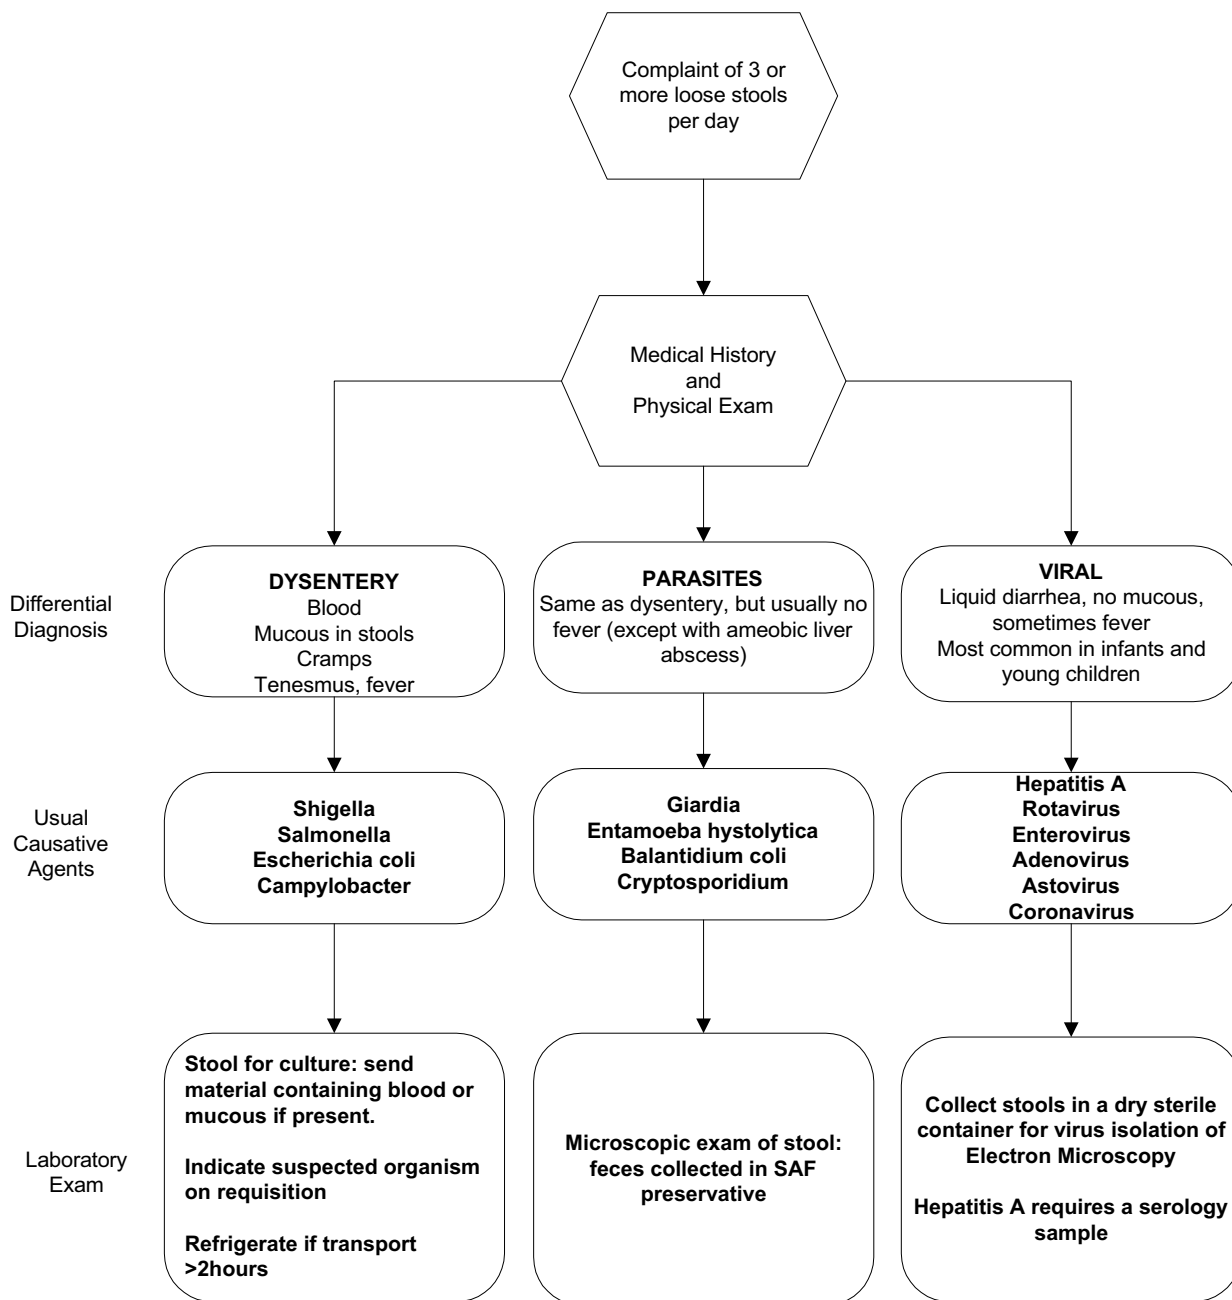 Complaint of 3 or
more loose stools
per day
Medical History
and
Physical Exam
Differential
Diagnosis
DYSENTERY
Blood
Mucous in stools
Cramps
Tenesmus, fever
PARASITES
Same as dysentery, but usually no
fever (except with ameobic liver
abscess)
VIRAL
Liquid diarrhea, no mucous,
sometimes fever
Most common in infants and
young children
Usual
Causative
Agents
Shigella
Salmonella
Escherichia coli
Campylobacter
Giardia
Entamoeba hystolytica
Balantidium coli
Cryptosporidium
Hepatitis A
Rotavirus
Enterovirus
Adenovirus
Astovirus
Coronavirus
Laboratory
Exam
Stool for culture: send
material containing blood or
mucous if present.
Indicate suspected organism
on requisition
Refrigerate if transport
>2hours
Microscopic exam of stool:
feces collected in SAF
preservative
Collect stools in a dry sterile
container for virus isolation of
Electron Microscopy
Hepatitis A requires a serology
sample